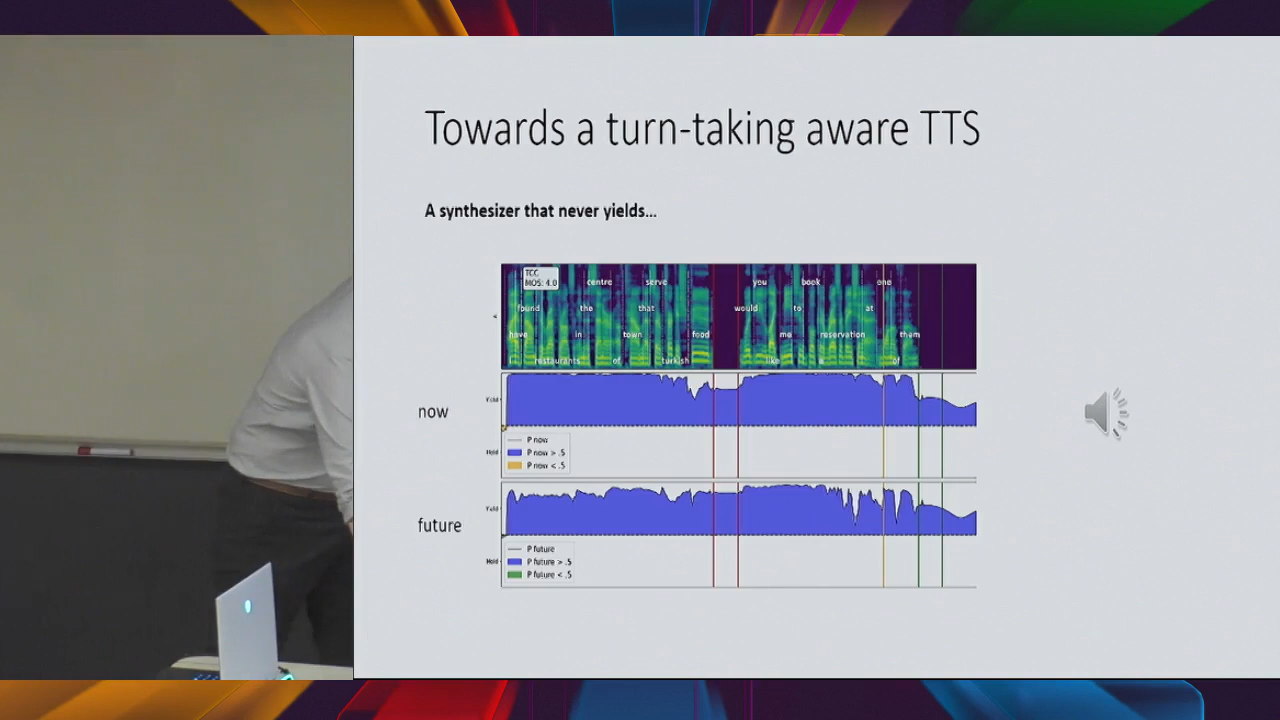 Towards a turn-taking aware TTS
A synthesizer that never yields...
TCC
MOS: 4.0
centre serve you book one
found the that would to at
have in town food me reservation them
I restaurants of turkish like a of
now
Yield
Hold
P now
P now > .5
P now < .5
future
Yield
Hold
P future
P future > .5
P future < .5